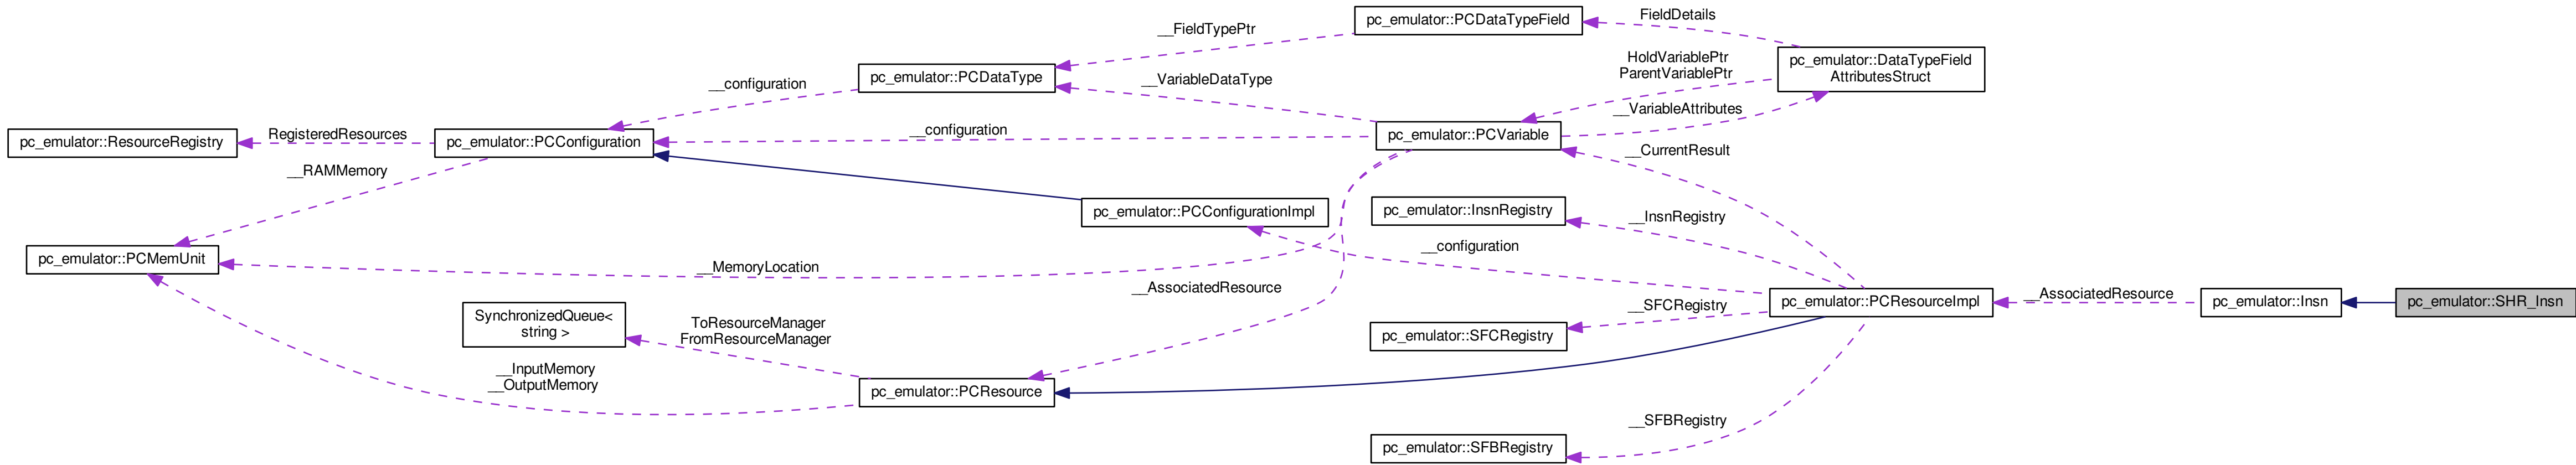 pc_emulator::PCDataTypeField
FieldDetails
__FieldTypePtr
HoldVariablePtr
ParentVariablePtr
pc_emulator::DataTypeField
AttributesStruct
pc_emulator::PCDataType
__VariableDataType
__configuration
__VariableAttributes
RegisteredResources
__configuration
pc_emulator::ResourceRegistry
pc_emulator::PCConfiguration
pc_emulator::PCVariable
__CurrentResult
__RAMMemory
pc_emulator::PCConfigurationImpl
pc_emulator::InsnRegistry
__InsnRegistry
__configuration
pc_emulator::PCMemUnit
__MemoryLocation
__AssociatedResource
__AssociatedResource
pc_emulator::PCResourceImpl
pc_emulator::Insn
pc_emulator::SHR_Insn
__SFCRegistry
SynchronizedQueue<
string >
ToResourceManager
FromResourceManager
pc_emulator::SFCRegistry
__InputMemory
__OutputMemory
pc_emulator::PCResource
__SFBRegistry
pc_emulator::SFBRegistry